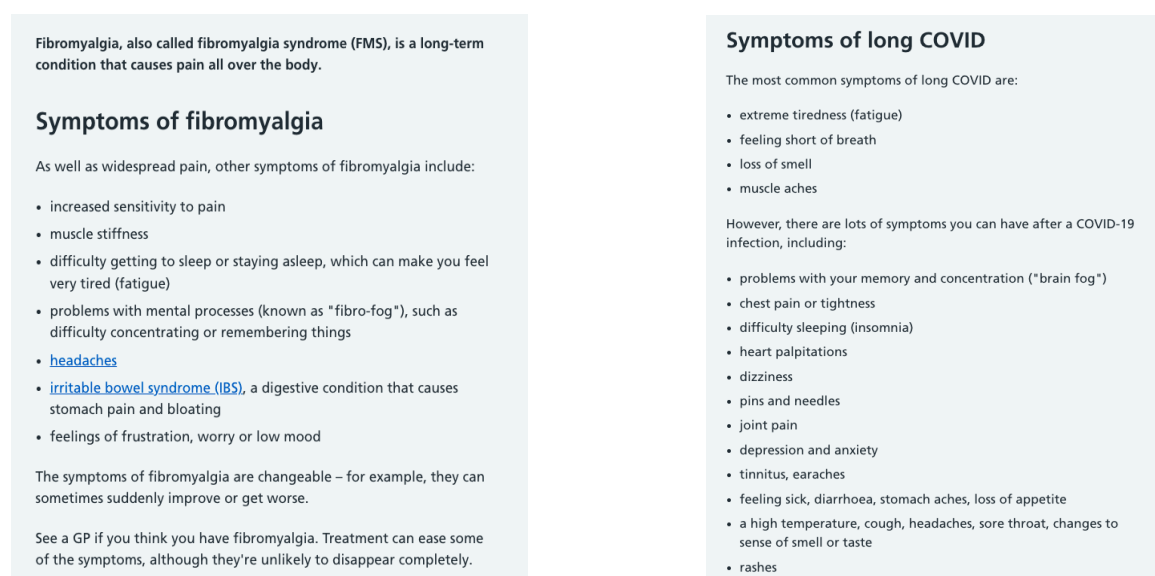 Fibromyalgia, also called fibromyalgia syndrome (FMS), is a long-term
condition that causes pain all over the body.
Symptoms of fibromyalgia
As well as widespread pain, other symptoms of fibromyalgia include:
• increased sensitivity to pain
• muscle stiffness
• difficulty getting to sleep or staying asleep, which can make you feel
very tired (fatigue)
• problems with mental processes (known as "fibro-fog"), such as
difficulty concentrating or remembering things
• headaches
• irritable bowel syndrome (IBS), a digestive condition that causes
stomach pain and bloating
• feelings of frustration, worry or low mood
The symptoms of fibromyalgia are changeable – for example, they can
sometimes suddenly improve or get worse.
See a GP if you think you have fibromyalgia. Treatment can ease some
of the symptoms, although they're unlikely to disappear completely.
Symptoms of long COVID
The most common symptoms of long COVID are:
• extreme tiredness (fatigue)
• feeling short of breath
• loss of smell
• muscle aches
However, there are lots of symptoms you can have after a COVID-19
infection, including:
• problems with your memory and concentration ("brain fog")
• chest pain or tightness
• difficulty sleeping (insomnia)
• heart palpitations
• dizziness
• pins and needles
• joint pain
• depression and anxiety
• tinnitus, earaches
• feeling sick, diarrhoea, stomach aches, loss of appetite
• a high temperature, cough, headaches, sore throat, changes to
sense of smell or taste
• rashes